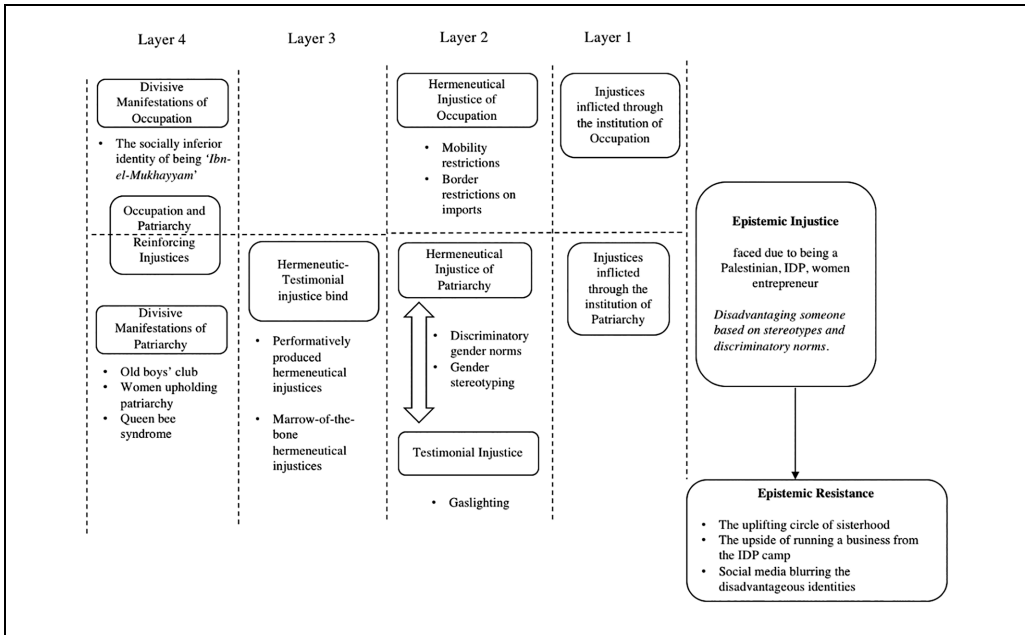 Layer 4
Layer 3
Layer 2
Layer 1
Divisive
Manifestations of
Occupation
• The socially inferior
identity of being ‘Ibn-
el-Mukhayyam’
Occupation and
Patriarchy
Reinforcing
Injustices
Divisive
Manifestations of
Patriarchy
• Old boys’ club
• Women upholding
patriarchy
• Queen bee
syndrome
Hermeneutic-
Testimonial
injustice bind
• Performatively
produced
hermeneutical
injustices
• Marrow-of-the-
bone
hermeneutical
injustices
Hermeneutical
Injustice of
Occupation
• Mobility
restrictions
• Border
restrictions on
imports
Hermeneutical
Injustice of
Patriarchy
• Discriminatory
gender norms
• Gender
stereotyping
Testimonial Injustice
• Gaslighting
Injustices
inflicted through
the institution of
Occupation
Injustices
inflicted
through the
institution of
Patriarchy
Epistemic Injustice
faced due to being a
Palestinian, IDP, women
entrepreneur
Disadvantaging someone
based on stereotypes and
discriminatory norms.
Epistemic Resistance
• The uplifting circle of sisterhood
• The upside of running a business from
the IDP camp
• Social media blurring the
disadvantageous identities